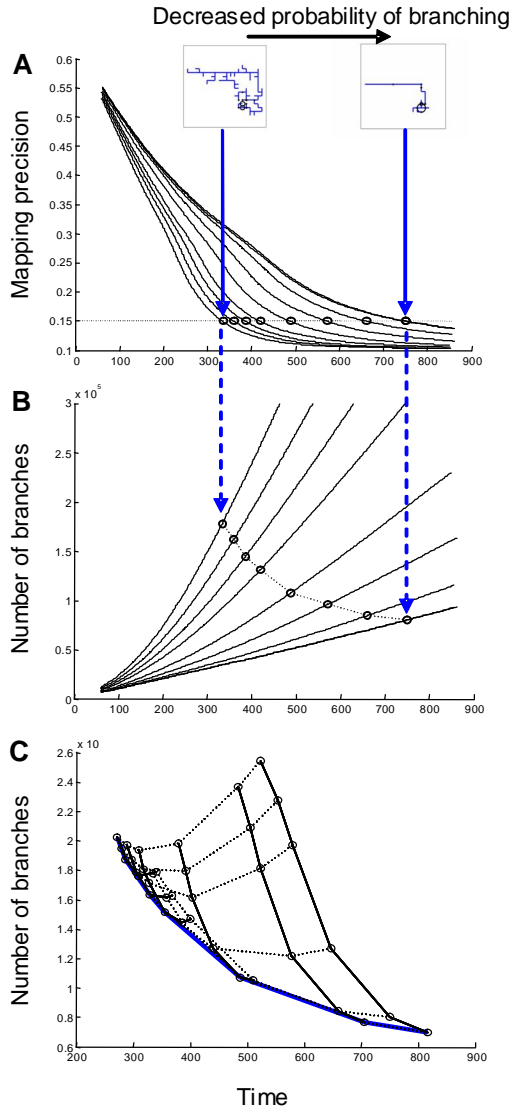 Decreased probability of branching
A
Mapping precision
0.6
0.55
0.5
0.45
0.4
0.35
0.3
0.25
0.2
0.15
0.1
0 100 200 300 400 500 600 700 800 900
B
Number of branches
x 10⁵
3
2.5
2
1.5
1
0.5
0
0 100 200 300 400 500 600 700 800 900
C
Number of branches
x 10
2.6
2.4
2.2
2
1.8
1.6
1.4
1.2
1
0.8
0.6
200 300 400 500 600 700 800 900
Time